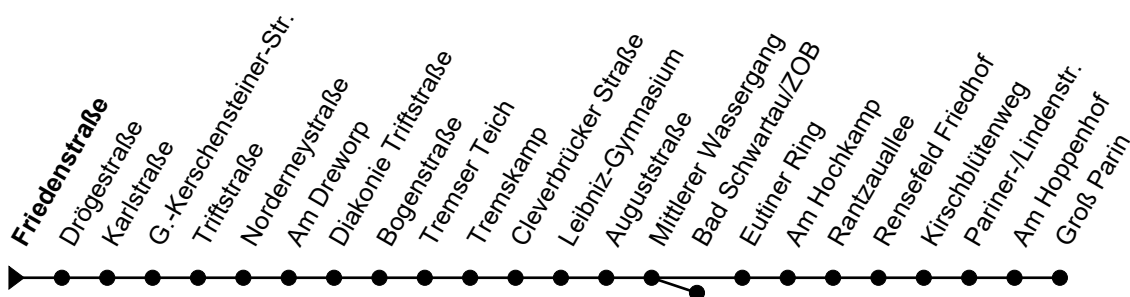 Friedenstraße
Drögestraße
Karlstraße
G.-Kerschensteiner-Str.
Triftstraße
Norderneystraße
Am Dreworp
Diakonie Triftstraße
Bogenstraße
Tremser Teich
Tremskamp
Cleverbrücker Straße
Leibniz-Gymnasium
Auguststraße
Mittlerer Wassergang
Bad Schwartau/ZOB
Eutiner Ring
Am Hochkamp
Rantzauallee
Rensefeld Friedhof
Kirschblütenweg
Pariner-/Lindenstr.
Am Hoppenhof
Groß Parin